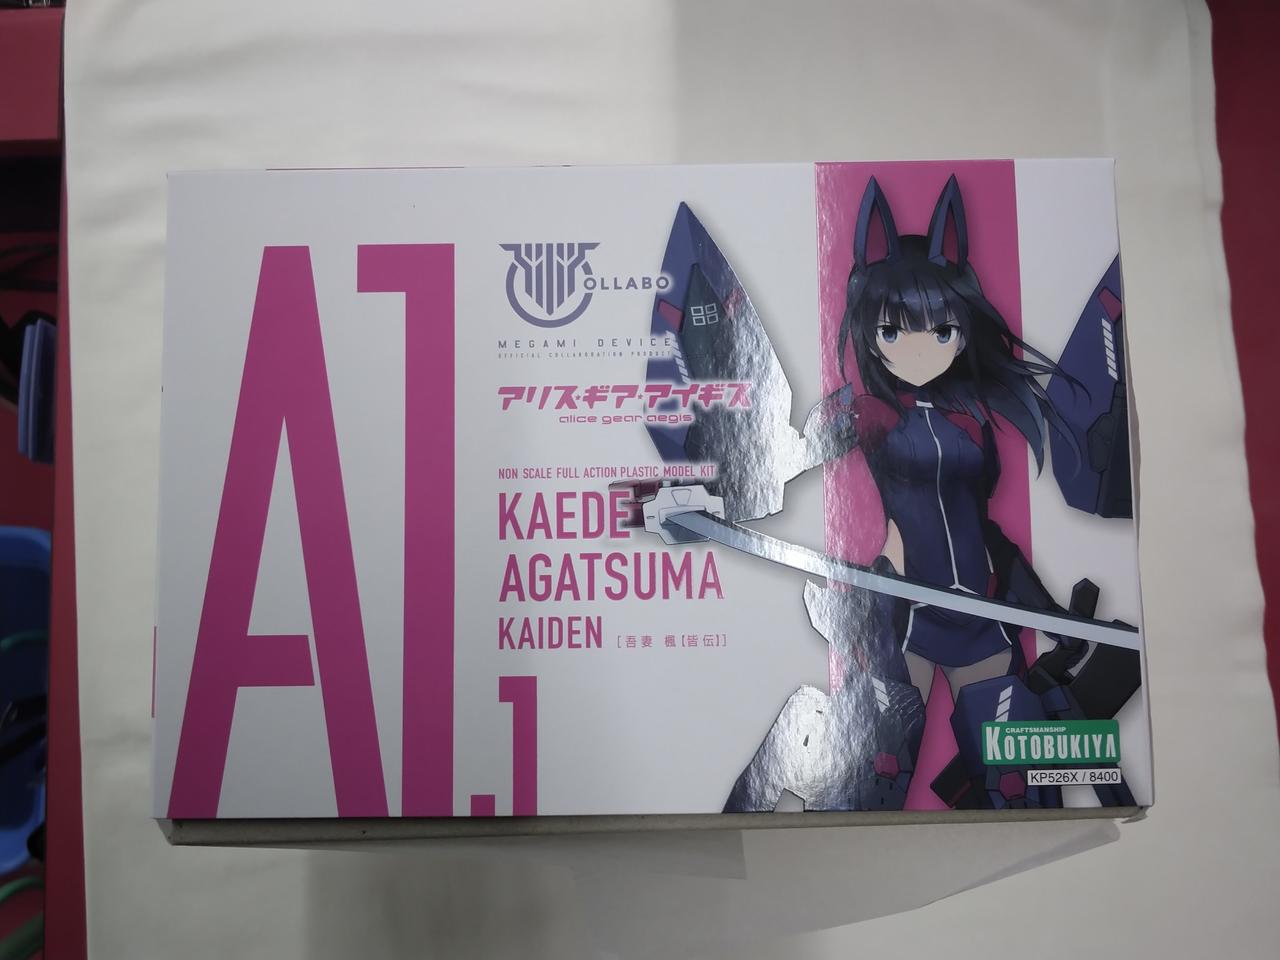 A1.1
COLLABO
MEGAMI DEVICE
OFFICIAL COLLABORATION PRODUCT
アリス・ギア・アイギス
alice gear aegis
NON SCALE FULL ACTION PLASTIC MODEL KIT
KAEDE
AGATSUMA
KAIDEN [吾妻 楓【皆伝】]
CRAFTSMANSHIP
KOTOBUKIYA
KP526X / 8400